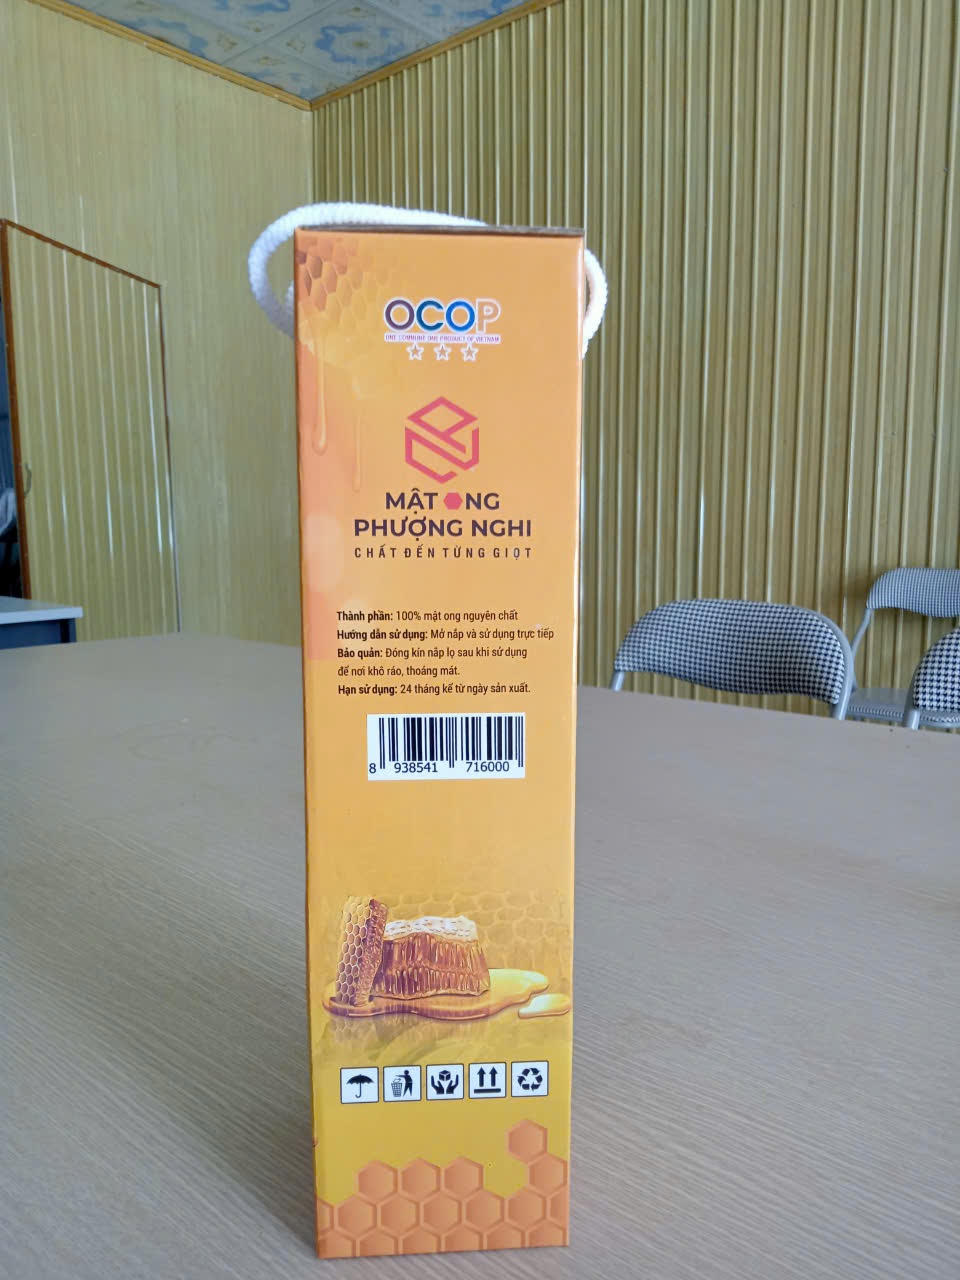 OCOP
ONE COMMUNE ONE PRODUCT OF VIETNAM
MẬT ONG
PHƯỢNG NGHI
CHẤT ĐẾN TỪNG GIỌT
Thành phần: 100% mật ong nguyên chất
Hướng dẫn sử dụng: Mở nắp và sử dụng trực tiếp
Bảo quản: Đóng kín nắp lọ sau khi sử dụng
để nơi khô ráo, thoáng mát.
Hạn sử dụng: 24 tháng kể từ ngày sản xuất.
8 938541 716000